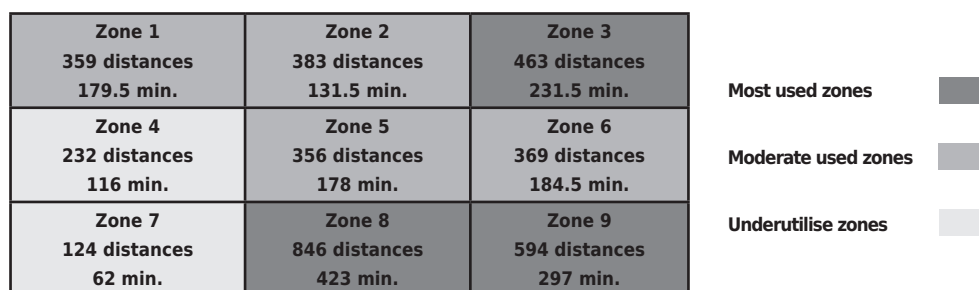 Zone 1
359 distances
179.5 min.
Zone 2
383 distances
131.5 min.
Zone 3
463 distances
231.5 min.
Zone 4
232 distances
116 min.
Zone 5
356 distances
178 min.
Zone 6
369 distances
184.5 min.
Zone 7
124 distances
62 min.
Zone 8
846 distances
423 min.
Zone 9
594 distances
297 min.
Most used zones
Moderate used zones
Underutilise zones